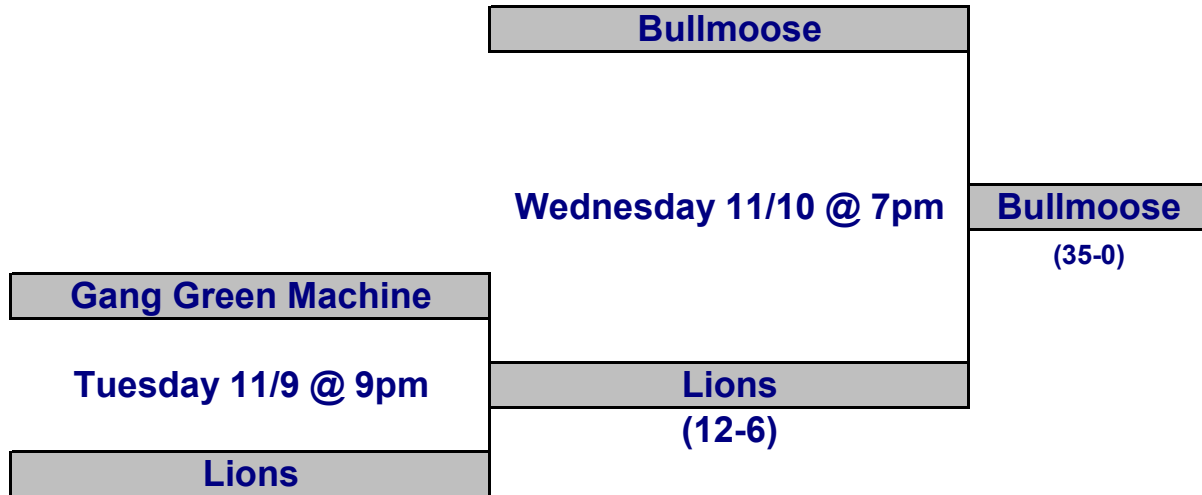 Bullmoose
Wednesday 11/10 @ 7pm
Bullmoose
(35-0)
Gang Green Machine
Tuesday 11/9 @ 9pm
Lions
(12-6)
Lions